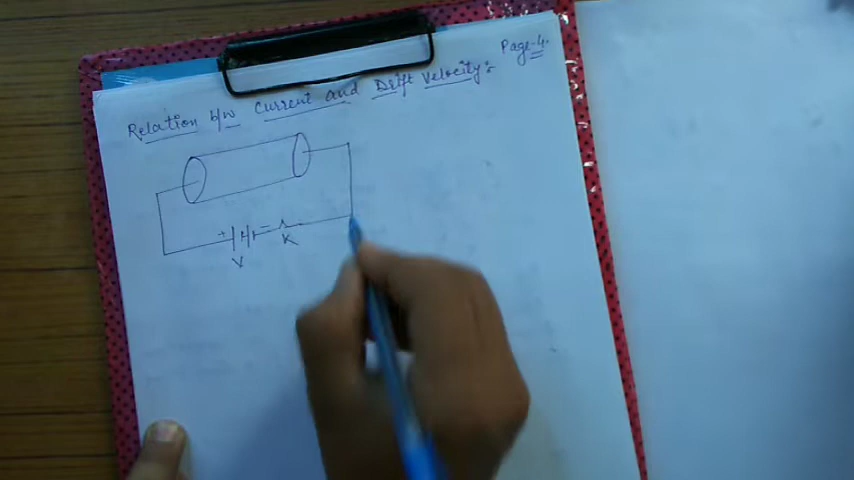 Page-4.
Relation b/w Current and Drift Velocity:
+ -
V K